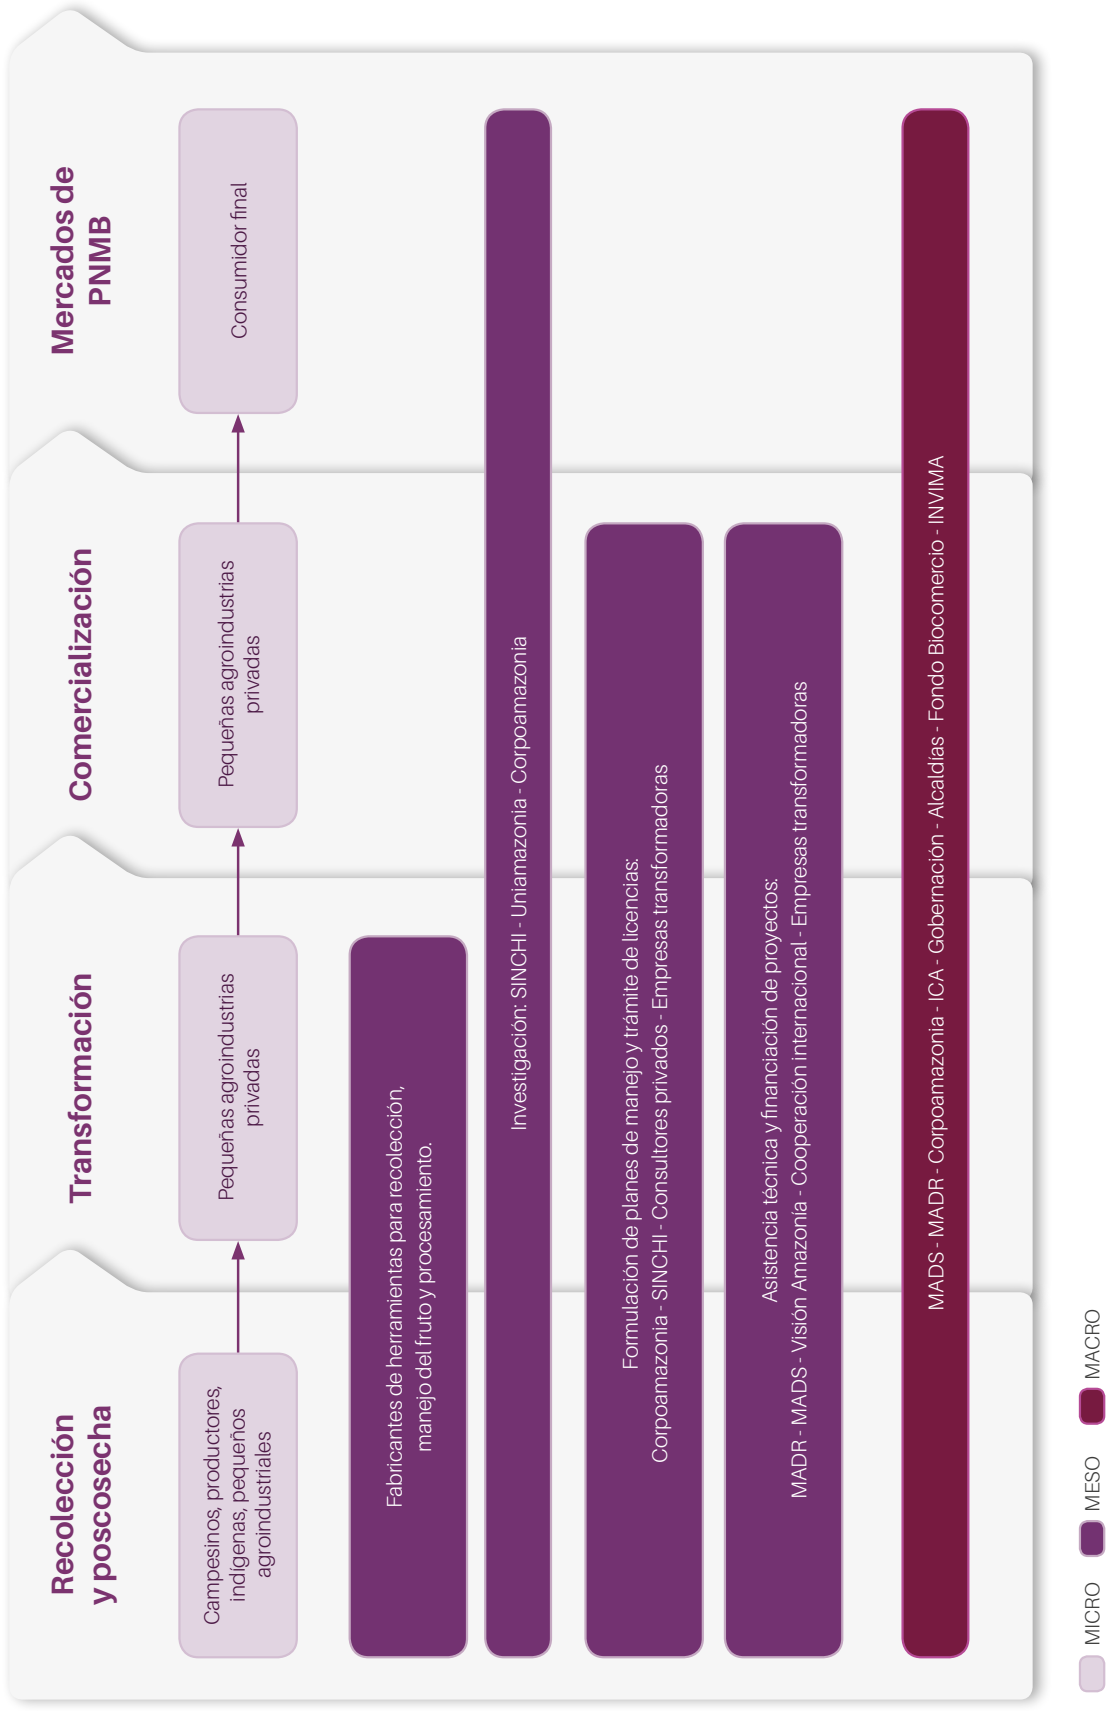 Recolección
y poscosecha
Transformación
Comercialización
Mercados de
PNMB
Campesinos, productores,
indígenas, pequeños
agroindustriales
Pequeñas agroindustrias
privadas
Pequeñas agroindustrias
privadas
Consumidor final
Fabricantes de herramientas para recolección,
manejo del fruto y procesamiento.
Investigación: SINCHI - Uniamazonia - Corpoamazonia
Formulación de planes de manejo y trámite de licencias:
Corpoamazonia - SINCHI - Consultores privados - Empresas transformadoras
Asistencia técnica y financiación de proyectos:
MADR - MADS - Visión Amazonía - Cooperación internacional - Empresas transformadoras
MADS - MADR - Corpoamazonia - ICA - Gobernacion - Alcaldías - Fondo Biocomercio - INVIMA
MICRO
MESO
MACRO